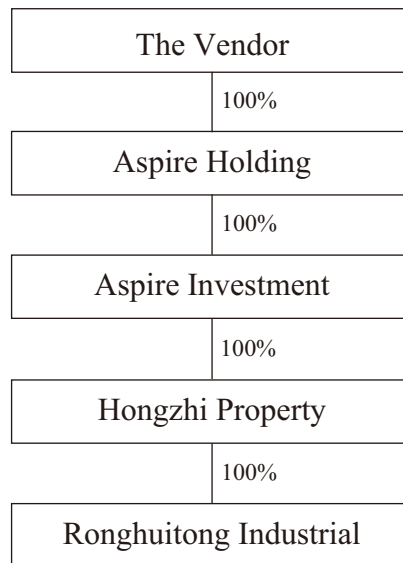 The Vendor
100%
Aspire Holding
100%
Aspire Investment
100%
Hongzhi Property
100%
Ronghuitong Industrial